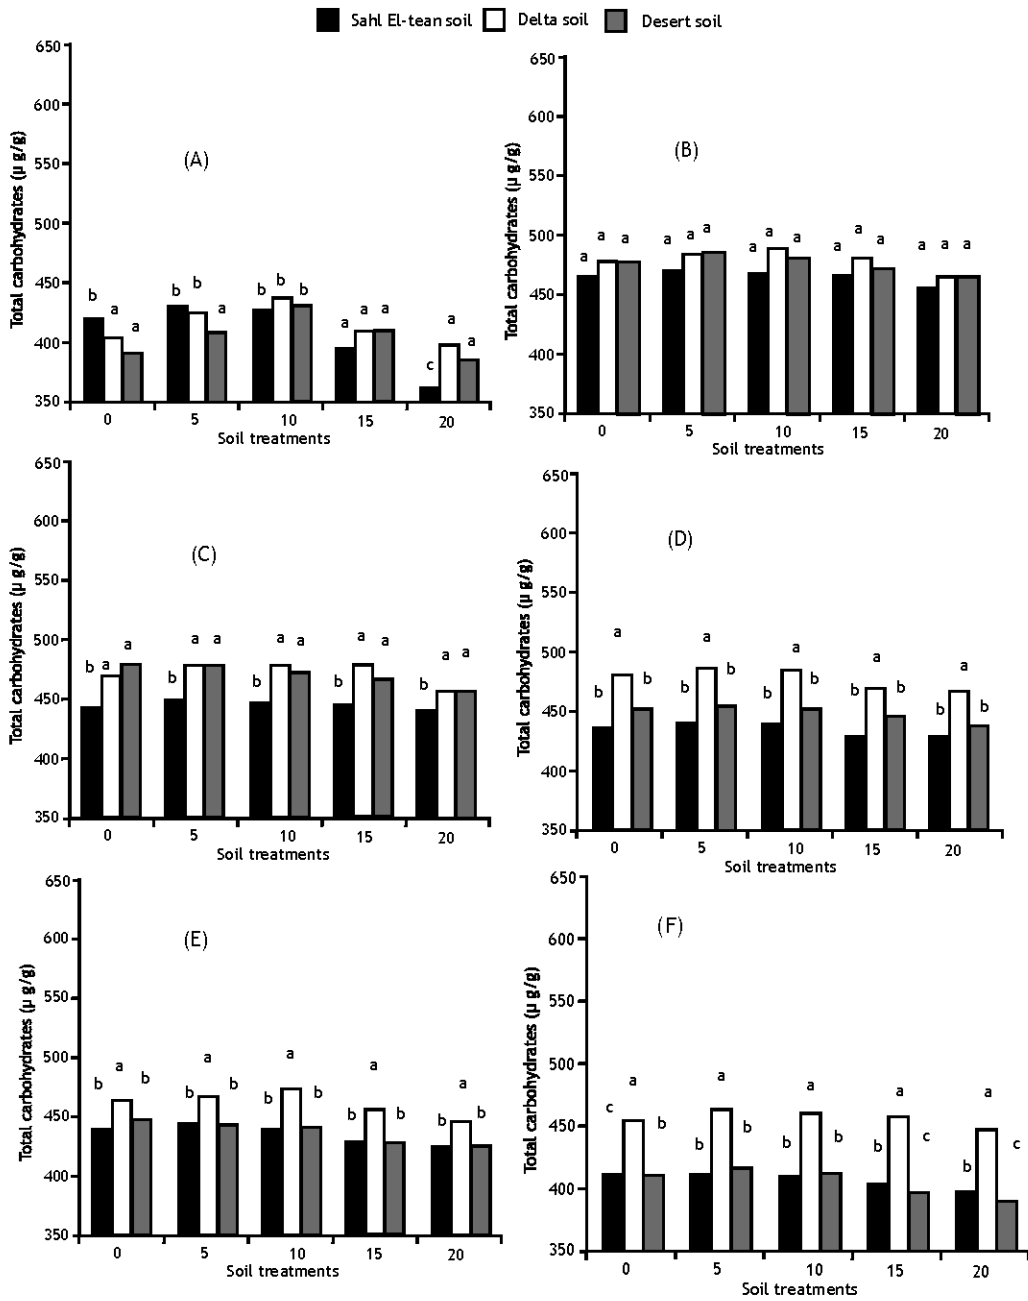 Sahl El-tean soil Delta soil Desert soil
650
600
550
500
450
400
350
Total carbohydrates (µ g/g)
(A)
b a a
b b a
b b b
a a a
c a a
0 5 10 15 20
Soil treatments
650
600
550
500
450
400
350
Total carbohydrates (µ g/g)
(B)
a a a
a a a
a a a
a a a
a a a
0 5 10 15 20
Soil treatments
650
600
550
500
450
400
350
Total carbohydrates (µ g/g)
(C)
b a a
b a a
b a a
b a a
b a a
0 5 10 15 20
Soil treatments
650
600
550
500
450
400
350
Total carbohydrates (µ g/g)
(D)
b a b
b a b
b a b
b a b
b a b
0 5 10 15 20
Soil treatments
650
600
550
500
450
400
350
Total carbohydrates (µ g/g)
(E)
b a b
b a b
b a b
b a b
b a b
0 5 10 15 20
Soil treatments
650
600
550
500
450
400
350
Total carbohydrates (µ g/g)
(F)
c a b
b a b
b a b
b a c
b a c
0 5 10 15 20
Soil treatments